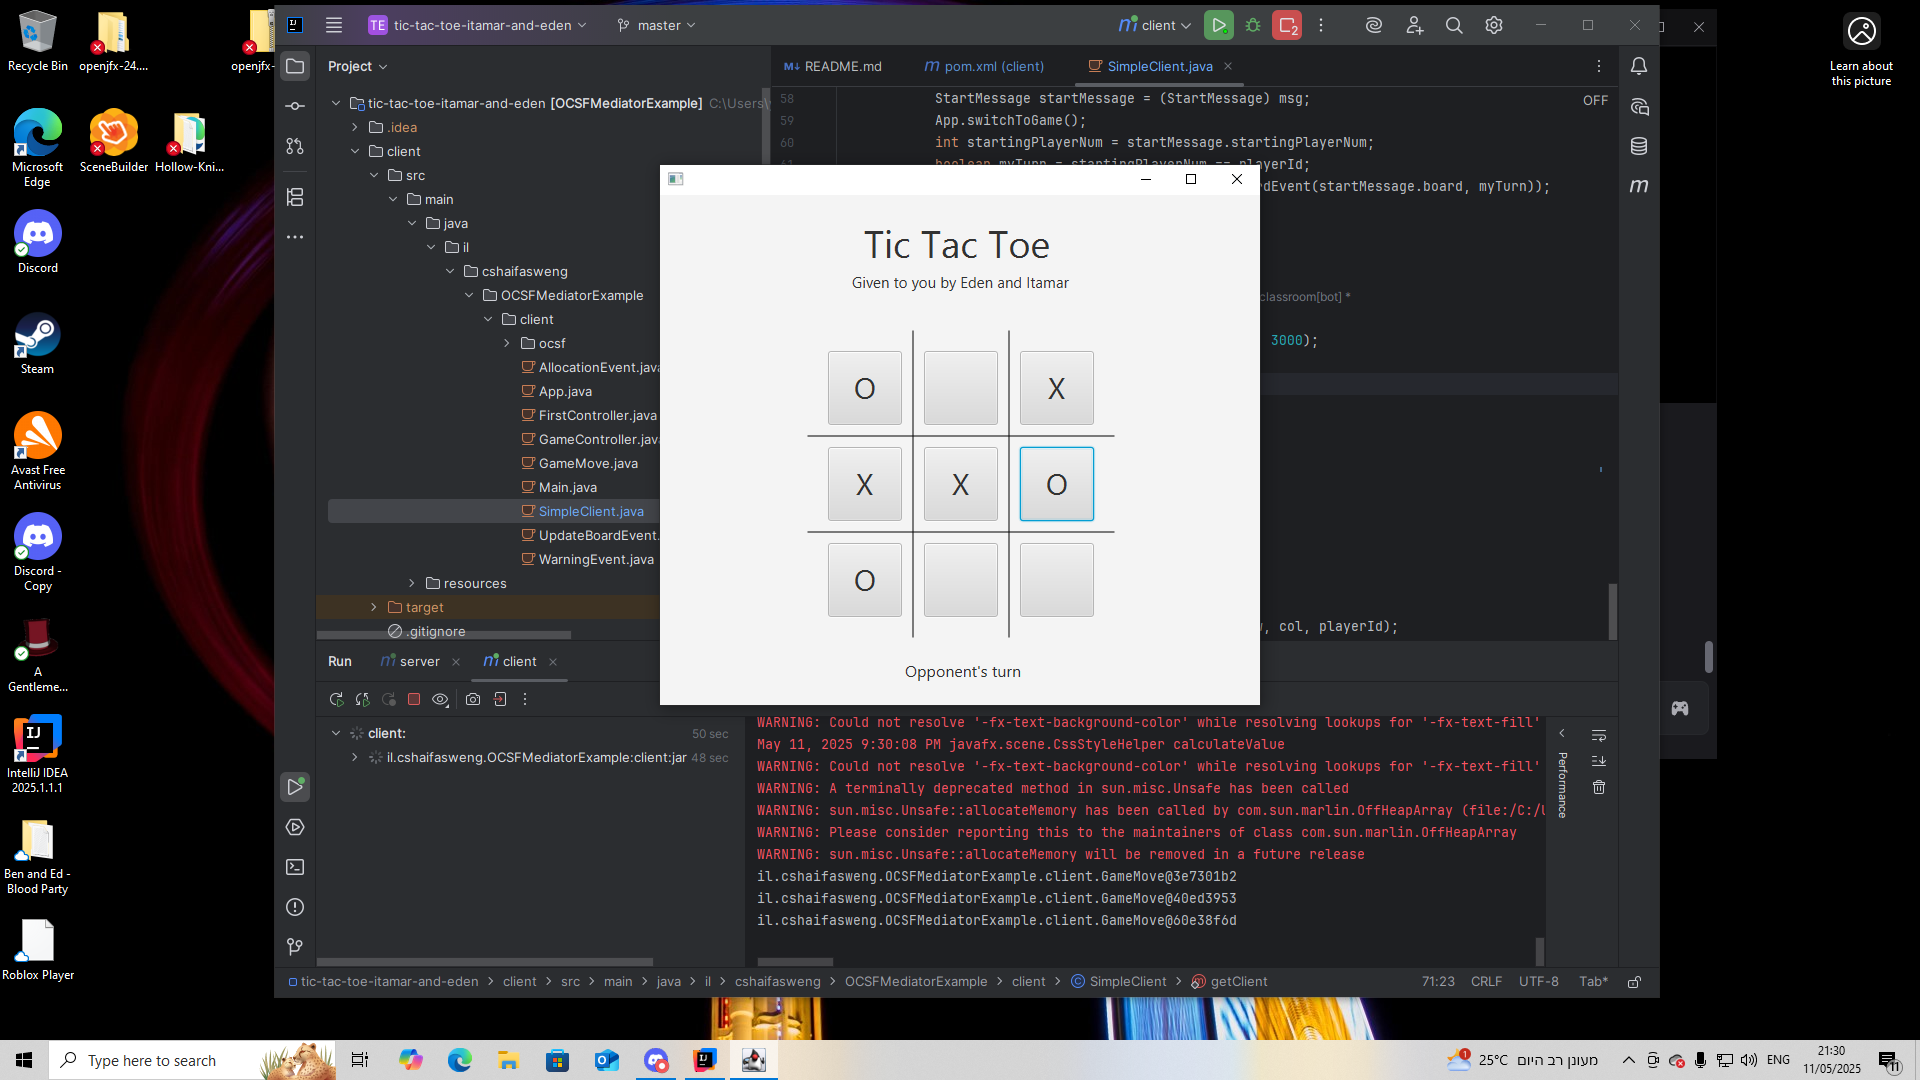 Recycle Bin
openjfx-24....
openjfx-
Microsoft
Edge
SceneBuilder
Hollow-Kni...
Discord
Steam
Avast Free
Antivirus
Discord -
Copy
A
Gentleme...
IntelliJ IDEA
2025.1.1.1
Ben and Ed -
Blood Party
Roblox Player
Learn about
this picture
TE tic-tac-toe-itamar-and-eden
master
client
2
Project
tic-tac-toe-itamar-and-eden [OCSFMediatorExample] C:\Users\
.idea
client
src
main
java
il
cshaifasweng
OCSFMediatorExample
client
ocsf
AllocationEvent.java
App.java
FirstController.java
GameController.java
GameMove.java
Main.java
SimpleClient.java
UpdateBoardEvent.
WarningEvent.java
resources
target
.gitignore
README.md
pom.xml (client)
SimpleClient.java
OFF
58 StartMessage startMessage = (StartMessage) msg;
59 App.switchToGame();
60 int startingPlayerNum = startMessage.startingPlayerNum;
61 boolean myTurn = startingPlayerNum == playerId;
dEvent(startMessage.board, myTurn));
classroom[bot] *
3000);
, col, playerId);
Tic Tac Toe
Given to you by Eden and Itamar
O X
X X O
O
Opponent's turn
Run server client
client: 50 sec
il.cshaifasweng.OCSFMediatorExample:client:jar 48 sec
WARNING: Could not resolve '-fx-text-background-color' while resolving lookups for '-fx-text-fill'
May 11, 2025 9:30:08 PM javafx.scene.CssStyleHelper calculateValue
WARNING: Could not resolve '-fx-text-background-color' while resolving lookups for '-fx-text-fill'
WARNING: A terminally deprecated method in sun.misc.Unsafe has been called
WARNING: sun.misc.Unsafe::allocateMemory has been called by com.sun.marlin.OffHeapArray (file:/C:/U
WARNING: Please consider reporting this to the maintainers of class com.sun.marlin.OffHeapArray
WARNING: sun.misc.Unsafe::allocateMemory will be removed in a future release
il.cshaifasweng.OCSFMediatorExample.client.GameMove@3e7301b2
il.cshaifasweng.OCSFMediatorExample.client.GameMove@40ed3953
il.cshaifasweng.OCSFMediatorExample.client.GameMove@60e38f6d
Performance
tic-tac-toe-itamar-and-eden > client > src > main > java > il > cshaifasweng > OCSFMediatorExample > client > SimpleClient > getClient
71:23 CRLF UTF-8 Tab*
Type here to search
1
25°C מעונן רב היום
ENG
21:30
11/05/2025
11